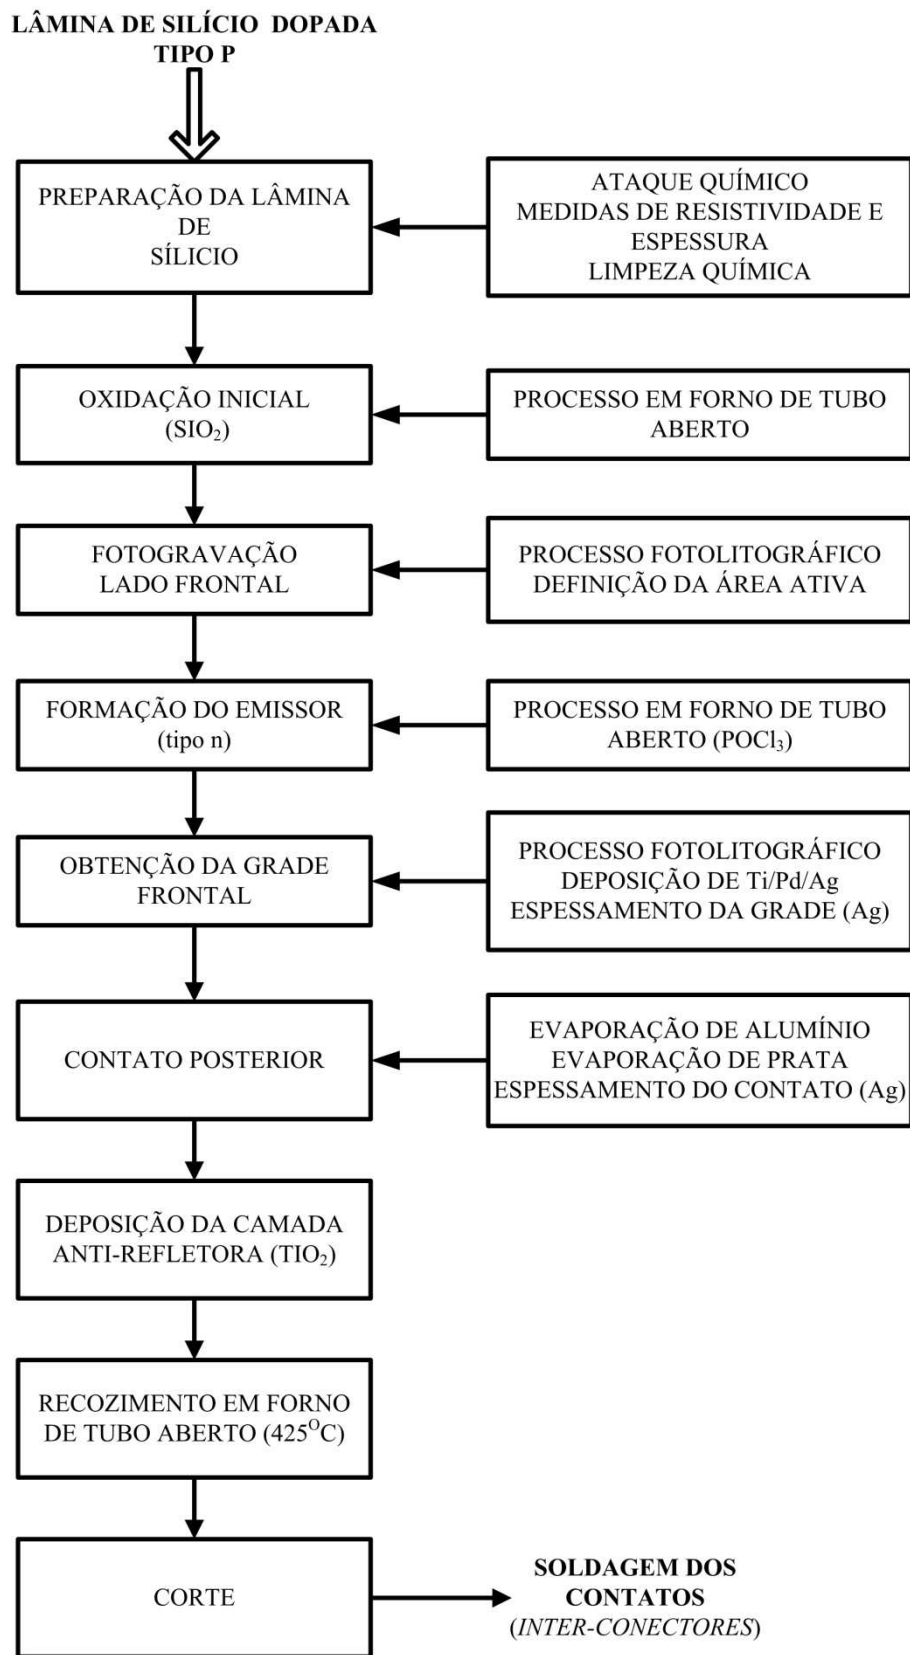 LÂMINA DE SILÍCIO DOPADA
TIPO P
PREPARAÇÃO DA LÂMINA
DE
SÍLICIO
ATAQUE QUÍMICO
MEDIDAS DE RESISTIVIDADE E
ESPESSURA
LIMPEZA QUÍMICA
OXIDAÇÃO INICIAL
(SIO₂)
PROCESSO EM FORNO DE TUBO
ABERTO
FOTOGRAVAÇÃO
LADO FRONTAL
PROCESSO FOTOLITOGRÁFICO
DEFINIÇÃO DA ÁREA ATIVA
FORMAÇÃO DO EMISSOR
(tipo n)
PROCESSO EM FORNO DE TUBO
ABERTO (POCl₃)
OBTENÇÃO DA GRADE
FRONTAL
PROCESSO FOTOLITOGRÁFICO
DEPOSIÇÃO DE Ti/Pd/Ag
ESPESSAMENTO DA GRADE (Ag)
CONTATO POSTERIOR
EVAPORAÇÃO DE ALUMÍNIO
EVAPORAÇÃO DE PRATA
ESPESSAMENTO DO CONTATO (Ag)
DEPOSIÇÃO DA CAMADA
ANTI-REFLETORA (TIO₂)
RECOZIMENTO EM FORNO
DE TUBO ABERTO (425ᴼC)
CORTE
SOLDAGEM DOS
CONTATOS
(INTER-CONECTORES)